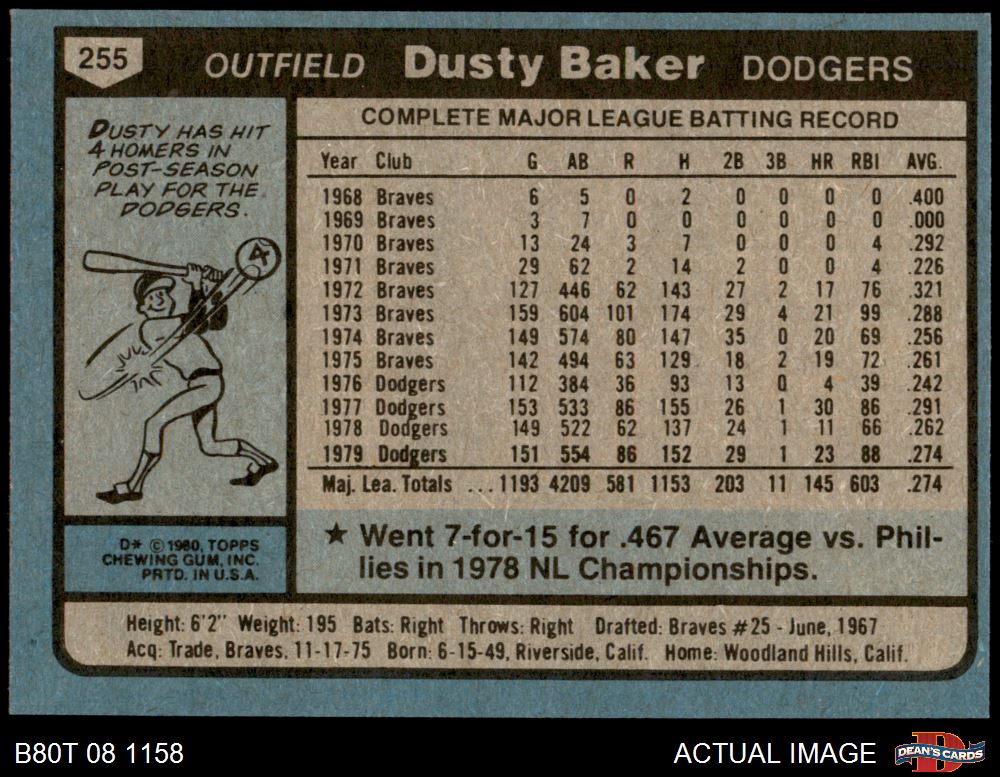 255
OUTFIELD Dusty Baker DODGERS
DUSTY HAS HIT
4 HOMERS IN
POST-SEASON
PLAY FOR THE
DODGERS.
4
D* © 1980, TOPPS
CHEWING GUM, INC.
PRTD. IN U.S.A.
COMPLETE MAJOR LEAGUE BATTING RECORD
Year Club G AB R H 2B 3B HR RBI AVG.
1968 Braves 6 5 0 2 0 0 0 0 .400
1969 Braves 3 7 0 0 0 0 0 0 .000
1970 Braves 13 24 3 7 0 0 0 4 .292
1971 Braves 29 62 2 14 2 0 0 4 .226
1972 Braves 127 446 62 143 27 2 17 76 .321
1973 Braves 159 604 101 174 29 4 21 99 .288
1974 Braves 149 574 80 147 35 0 20 69 .256
1975 Braves 142 494 63 129 18 2 19 72 .261
1976 Dodgers 112 384 36 93 13 0 4 39 .242
1977 Dodgers 153 533 86 155 26 1 30 86 .291
1978 Dodgers 149 522 62 137 24 1 11 66 .262
1979 Dodgers 151 554 86 152 29 1 23 88 .274
Maj. Lea. Totals ... 1193 4209 581 1153 203 11 145 603 .274
★ Went 7-for-15 for .467 Average vs. Phil-
lies in 1978 NL Championships.
Height: 6'2" Weight: 195 Bats: Right Throws: Right Drafted: Braves #25 - June, 1967
Acq: Trade, Braves, 11-17-75 Born: 6-15-49, Riverside, Calif. Home: Woodland Hills, Calif.
B80T 08 1158 ACTUAL IMAGE
DEAN'S CARDS